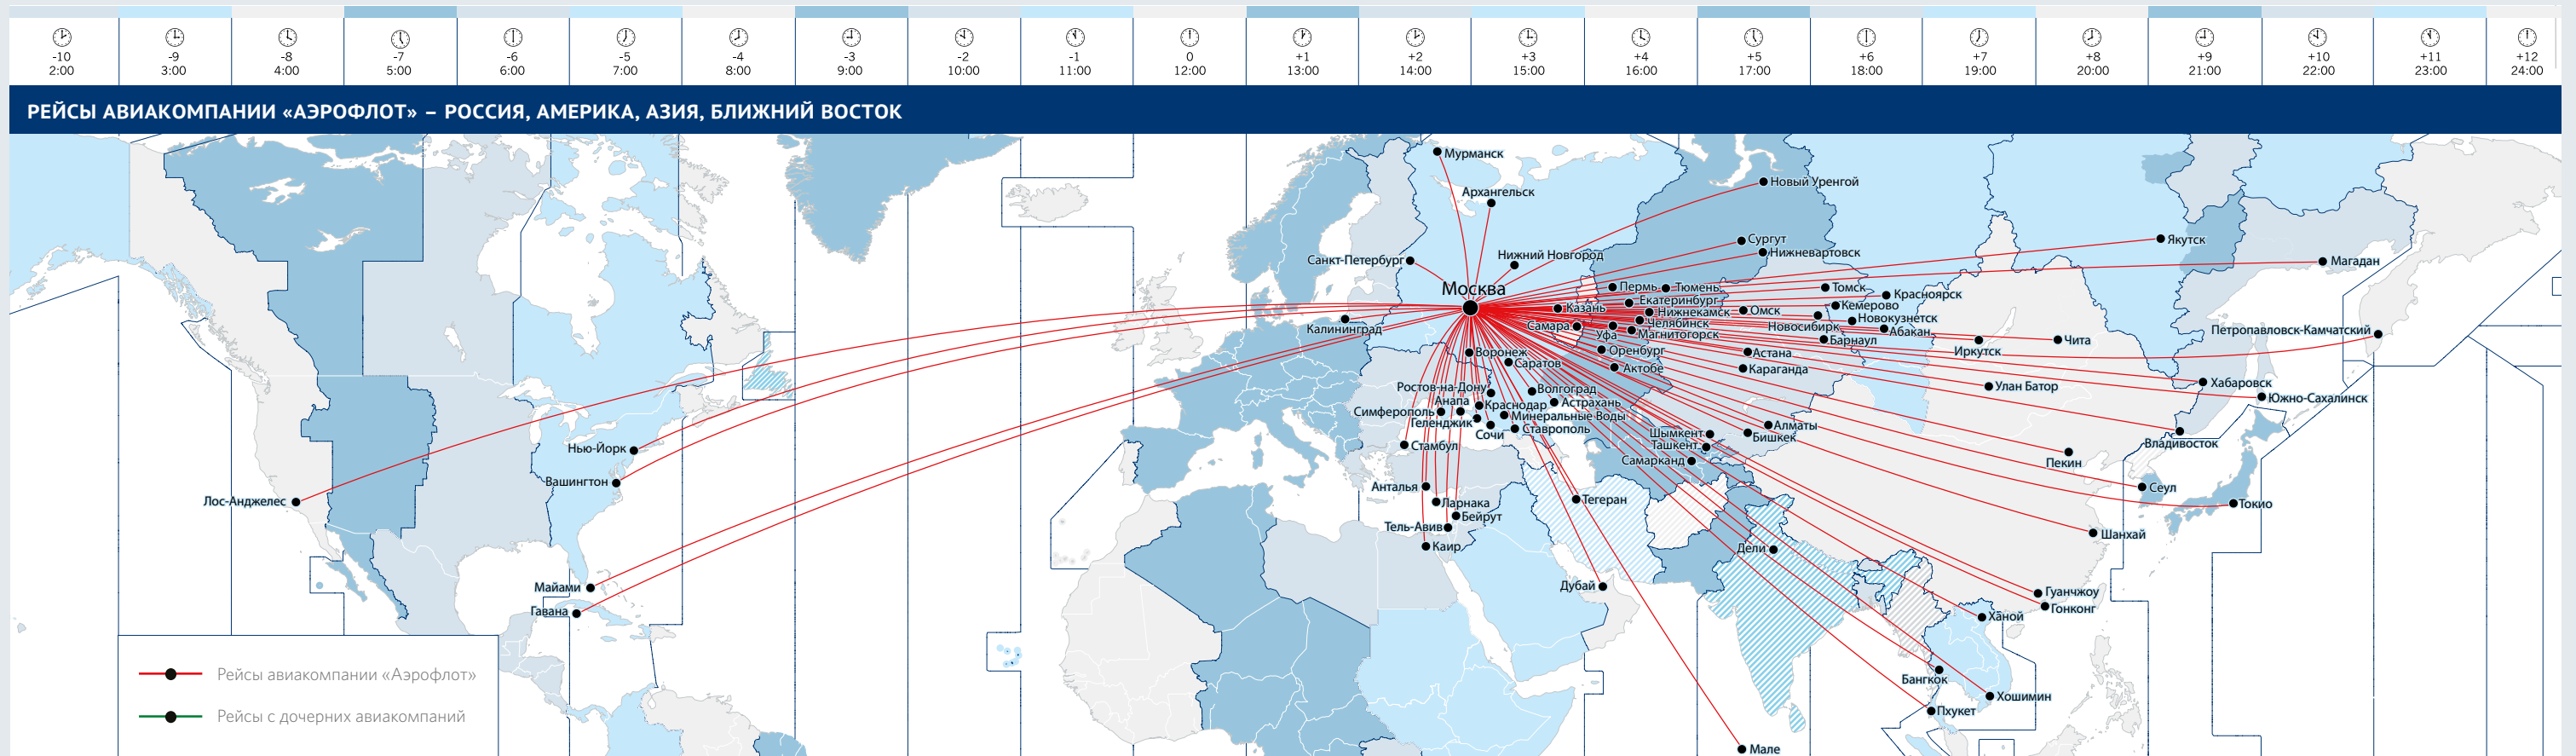 -10 -9 -8 -7 -6 -5 -4 -3 -2 -1 0 +1 +2 +3 +4 +5 +6 +7 +8 +9 +10 +11 +12
2:00 3:00 4:00 5:00 6:00 7:00 8:00 9:00 10:00 11:00 12:00 13:00 14:00 15:00 16:00 17:00 18:00 19:00 20:00 21:00 22:00 23:00 24:00
РЕЙСЫ АВИАКОМПАНИИ «АЭРОФЛОТ» – РОССИЯ, АМЕРИКА, АЗИЯ, БЛИЖНИЙ ВОСТОК
Мурманск
Новый Уренгой
Архангельск
Сургут
Якутск
Нижневартовск
Нижний Новгород
Санкт-Петербург
Магадан
Москва
Пермь
Тюмень
Томск
Красноярск
Екатеринбург
Кемерово
Казань
Нижнекамск
Омск
Новокузнетск
Челябинск
Самара
Новосибирк
Калининград
Петропавловск-Камчатский
Абакан
Уфа
Магнитогорск
Барнаул
Чита
Иркутск
Воронеж
Оренбург
Астана
Саратов
Актобе
Караганда
Хабаровск
Улан Батор
Ростов-на-Дону
Волгоград
Южно-Сахалинск
Анапа
Краснодар
Астрахань
Симферополь
Минеральные Воды
Геленджик
Алматы
Ставрополь
Сочи
Шымкент
Бишкек
Владивосток
Ташкент
Стамбул
Нью-Йорк
Самарканд
Пекин
Вашингтон
Анталья
Сеул
Тегеран
Лос-Анджелес
Ларнака
Токио
Бейрут
Тель-Авив
Шанхай
Каир
Дели
Дубай
Майами
Гуанчжоу
Гавана
Гонконг
Ханой
Рейсы авиакомпании «Аэрофлот»
Бангкок
Хошимин
Пхукет
Рейсы с дочерних авиакомпаний
Мале